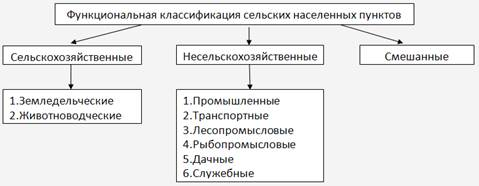 Функциональная классификация сельских населенных пунктов
Сельскохозяйственные
Несельскохозяйственные
Смешанные
1.Земледельческие
2.Животноводческие
1.Промышленные
2.Транспортные
3.Лесопромысловые
4.Рыбопромысловые
5.Дачные
6.Служебные